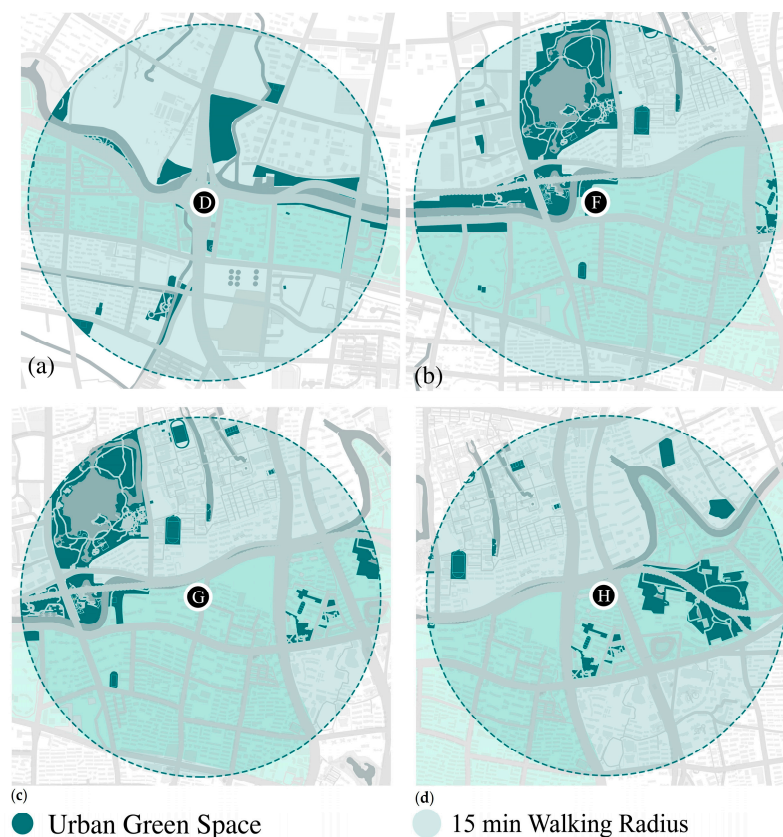 D
(a)
F
(b)
G
(c)
H
(d)
Urban Green Space
15 min Walking Radius